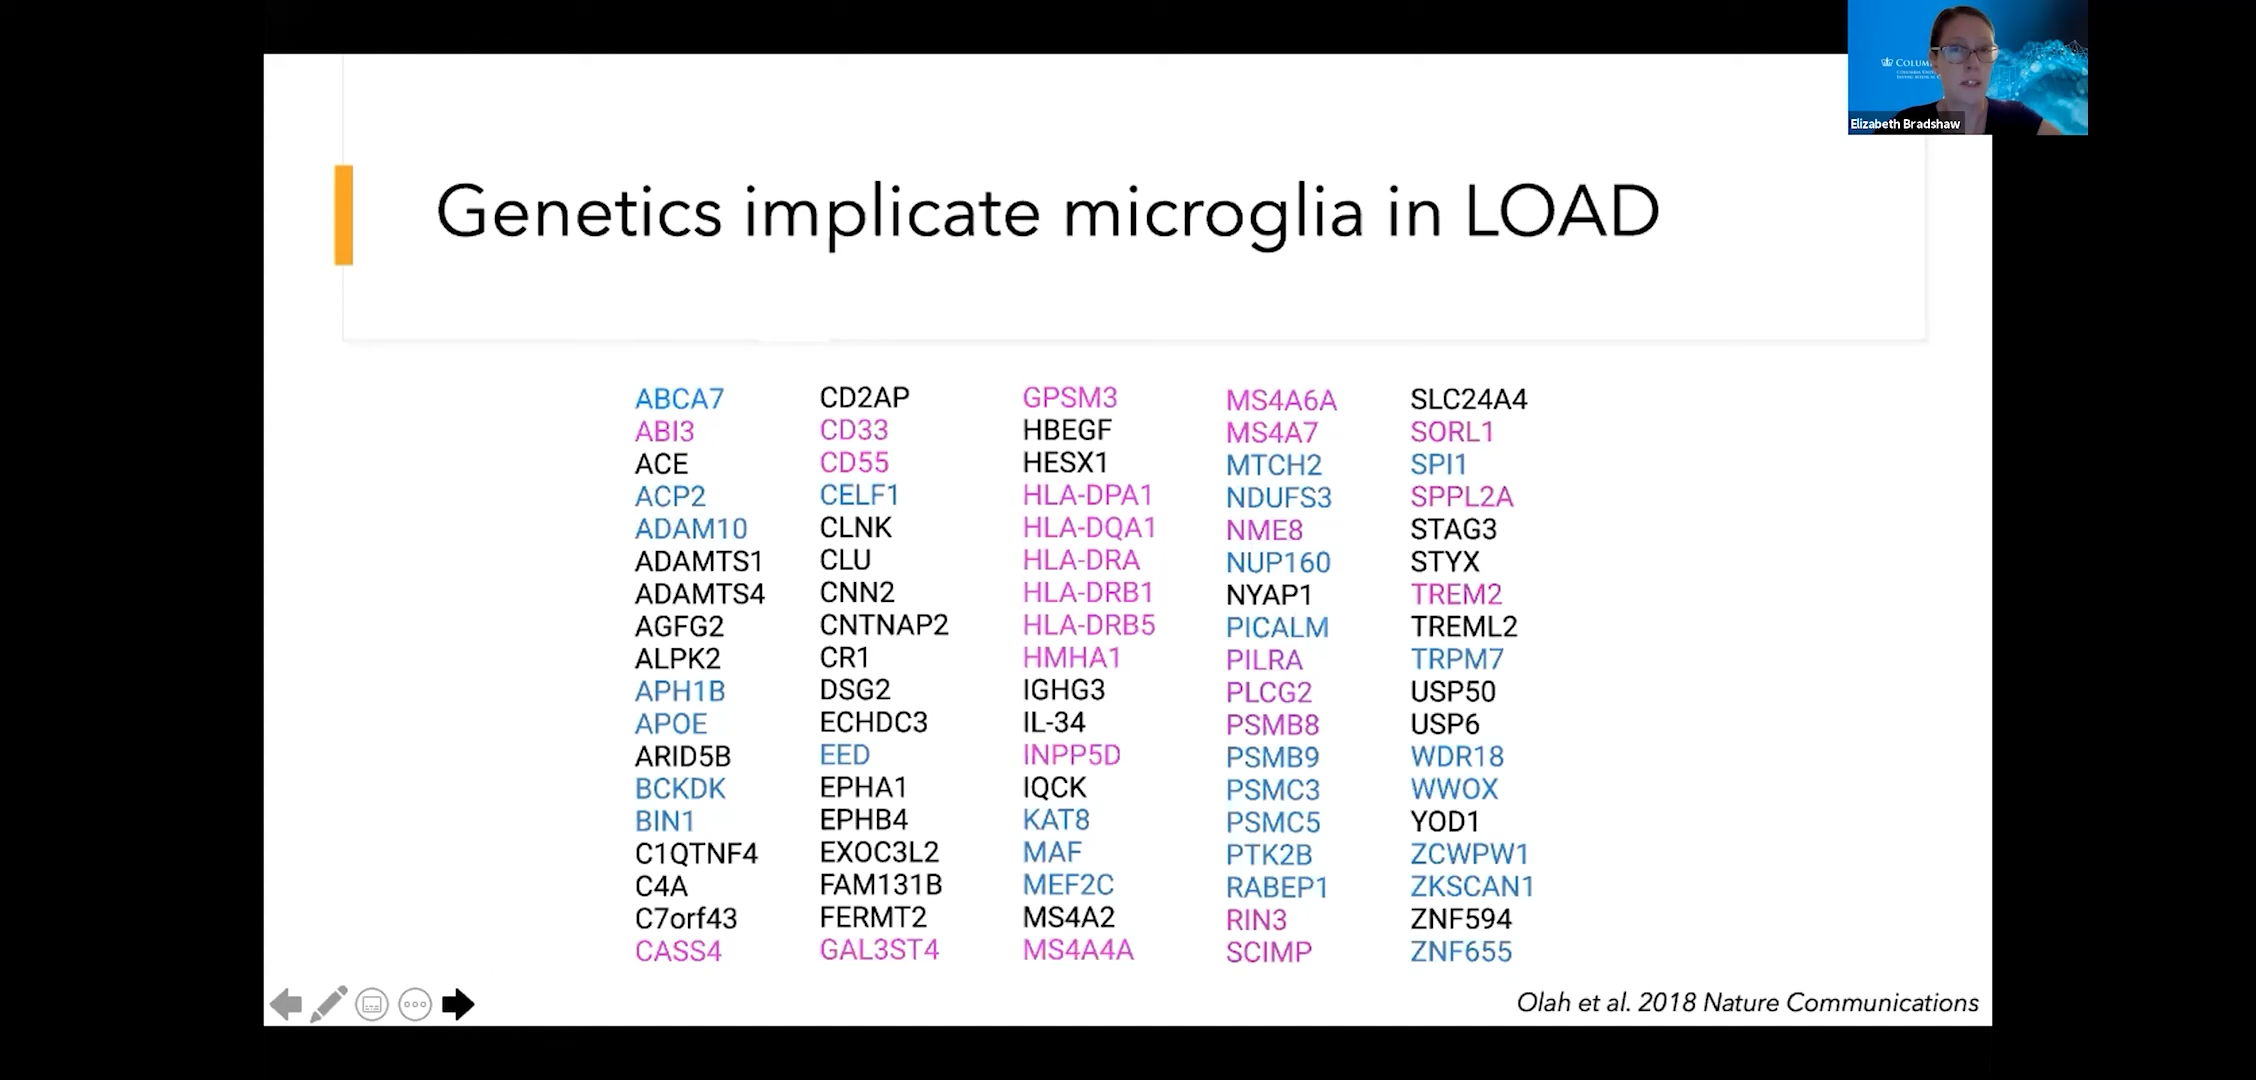 COLUM
Elizabeth Bradshaw
Genetics implicate microglia in LOAD
ABCA7 CD2AP GPSM3 MS4A6A SLC24A4
ABI3 CD33 HBEGF MS4A7 SORL1
ACE CD55 HESX1 MTCH2 SPI1
ACP2 CELF1 HLA-DPA1 NDUFS3 SPPL2A
ADAM10 CLNK HLA-DQA1 NME8 STAG3
ADAMTS1 CLU HLA-DRA NUP160 STYX
ADAMTS4 CNN2 HLA-DRB1 NYAP1 TREM2
AGFG2 CNTNAP2 HLA-DRB5 PICALM TREML2
ALPK2 CR1 HMHA1 PILRA TRPM7
APH1B DSG2 IGHG3 PLCG2 USP50
APOE ECHDC3 IL-34 PSMB8 USP6
ARID5B EED INPP5D PSMB9 WDR18
BCKDK EPHA1 IQCK PSMC3 WWOX
BIN1 EPHB4 KAT8 PSMC5 YOD1
C1QTNF4 EXOC3L2 MAF PTK2B ZCWPW1
C4A FAM131B MEF2C RABEP1 ZKSCAN1
C7orf43 FERMT2 MS4A2 RIN3 ZNF594
CASS4 GAL3ST4 MS4A4A SCIMP ZNF655
Olah et al. 2018 Nature Communications